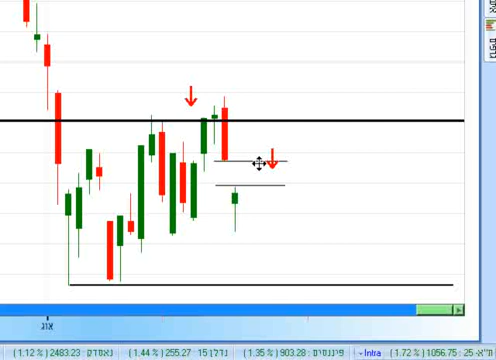 אוג
ת"א- 25 : 1056.75 ( 1.72 % ) Intra - פיננסים : 903.28 ( 1.35 % ) נדלן 15 : 255.27 ( 1.44 % ) נאסדק : 2483.23 ( 1.12 % )